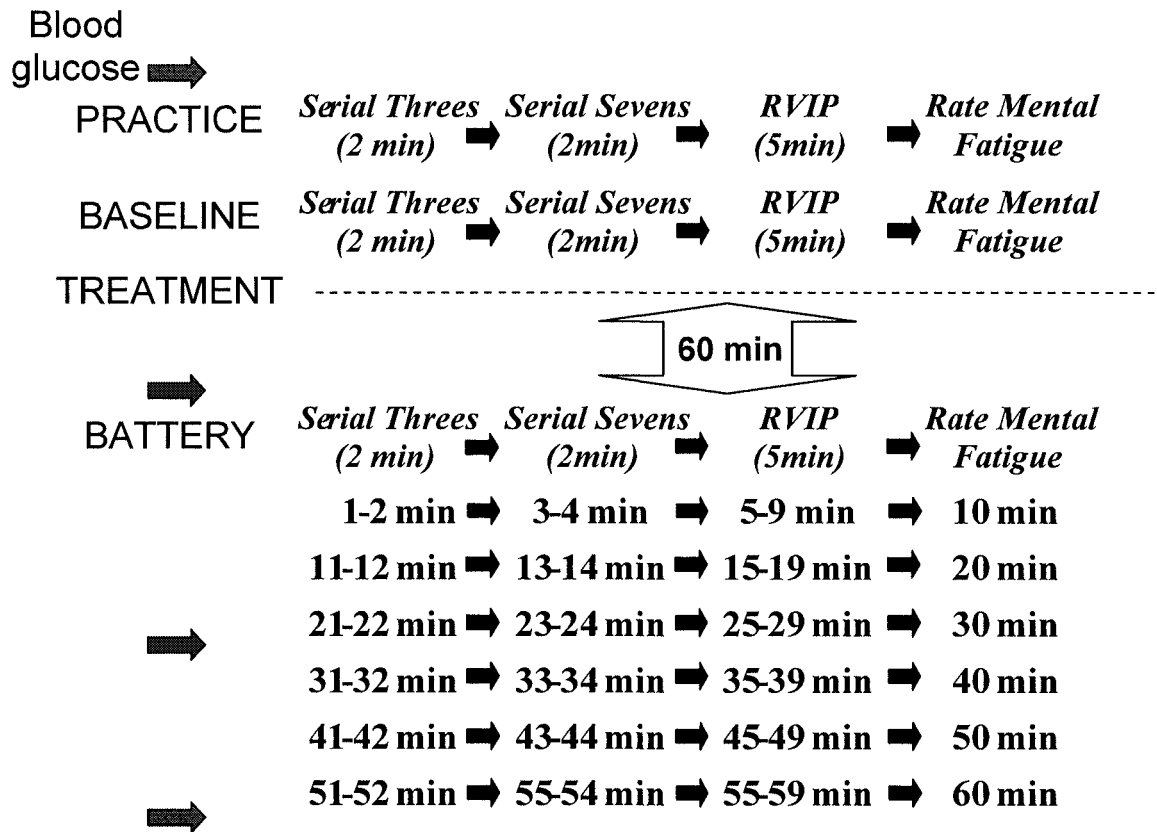 Blood
glucose
PRACTICE Serial Threes Serial Sevens RVIP Rate Mental
(2 min) (2min) (5min) Fatigue
BASELINE Serial Threes Serial Sevens RVIP Rate Mental
(2 min) (2min) (5min) Fatigue
TREATMENT
60 min
BATTERY Serial Threes Serial Sevens RVIP Rate Mental
(2 min) (2min) (5min) Fatigue
1-2 min 3-4 min 5-9 min 10 min
11-12 min 13-14 min 15-19 min 20 min
21-22 min 23-24 min 25-29 min 30 min
31-32 min 33-34 min 35-39 min 40 min
41-42 min 43-44 min 45-49 min 50 min
51-52 min 55-54 min 55-59 min 60 min